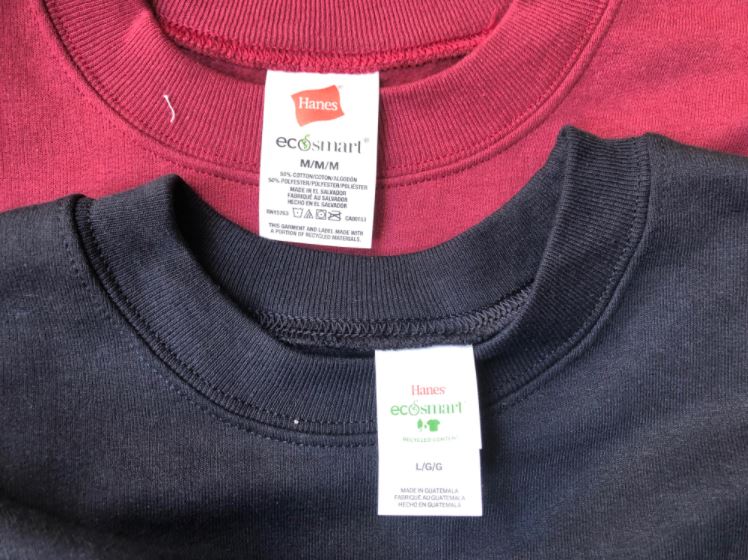 Hanes
ecosmart®
M/M/M
50% COTTON/COTON/ALGODÓN
50% POLYESTER/POLYESTER/POLIÉSTER
MADE IN EL SALVADOR
FABRIQUÉ AU SALVADOR
HECHO EN EL SALVADOR
RN15763 CA00153
THIS GARMENT AND LABEL MADE WITH
A PORTION OF RECYCLED MATERIALS.
Hanes
ecosmart
RECYCLED CONTENT
L/G/G
MADE IN GUATEMALA
FABRIQUÉ AU GUATEMALA
HECHO EN GUATEMALA